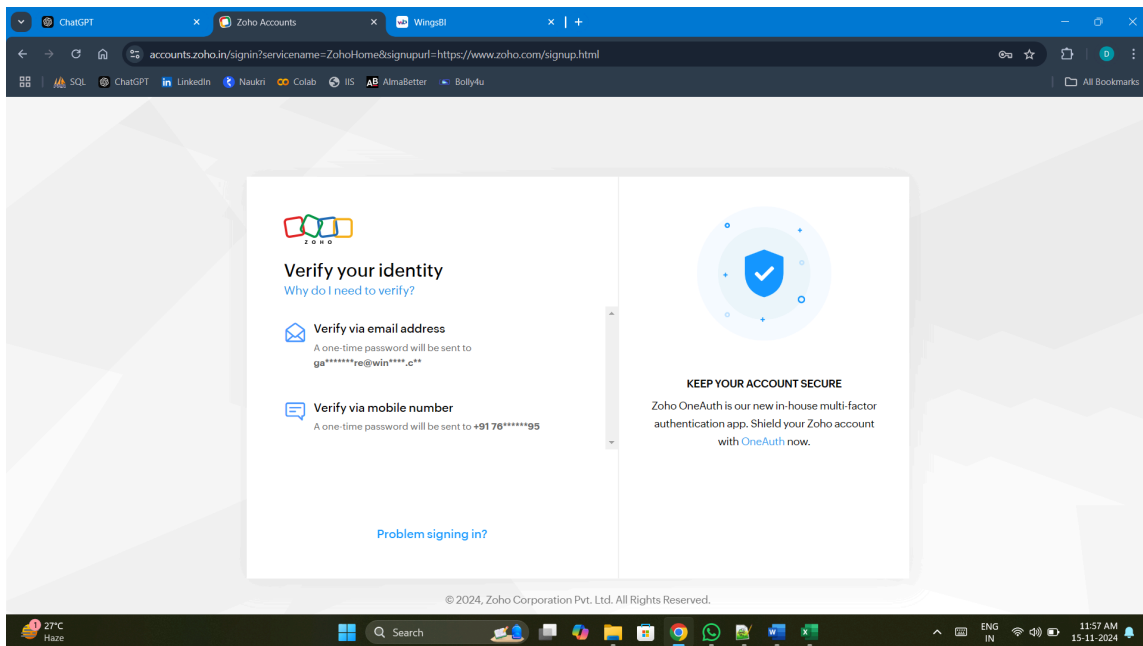 ChatGPT
Zoho Accounts
WingsBI
accounts.zoho.in/signin?servicename=ZohoHome&signupurl=https://www.zoho.com/signup.html
D
SQL ChatGPT LinkedIn Naukri Colab IIS AB AlmaBetter Bolly4u All Bookmarks
ZOHO
Verify your identity
Why do I need to verify?
Verify via email address
A one-time password will be sent to
ga*******re@win****.c**
Verify via mobile number
A one-time password will be sent to +91 76******95
Problem signing in?
KEEP YOUR ACCOUNT SECURE
Zoho OneAuth is our new in-house multi-factor
authentication app. Shield your Zoho account
with OneAuth now.
© 2024, Zoho Corporation Pvt. Ltd. All Rights Reserved.
1
27°C
Haze
Search
ENG
IN
11:57 AM
15-11-2024